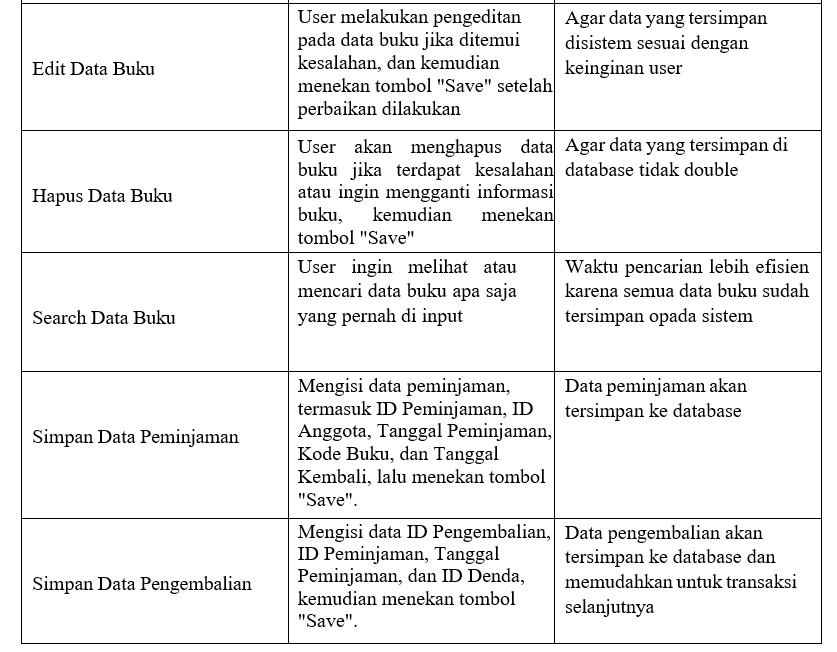 Edit Data Buku
User melakukan pengeditan
pada data buku jika ditemui
kesalahan, dan kemudian
menekan tombol "Save" setelah
perbaikan dilakukan
Agar data yang tersimpan
disistem sesuai dengan
keinginan user
Hapus Data Buku
User akan menghapus data
buku jika terdapat kesalahan
atau ingin mengganti informasi
buku, kemudian menekan
tombol "Save"
Agar data yang tersimpan di
database tidak double
Search Data Buku
User ingin melihat atau
mencari data buku apa saja
yang pernah di input
Waktu pencarian lebih efisien
karena semua data buku sudah
tersimpan opada sistem
Simpan Data Peminjaman
Mengisi data peminjaman,
termasuk ID Peminjaman, ID
Anggota, Tanggal Peminjaman,
Kode Buku, dan Tanggal
Kembali, lalu menekan tombol
"Save".
Data peminjaman akan
tersimpan ke database
Simpan Data Pengembalian
Mengisi data ID Pengembalian,
ID Peminjaman, Tanggal
Peminjaman, dan ID Denda,
kemudian menekan tombol
"Save".
Data pengembalian akan
tersimpan ke database dan
memudahkan untuk transaksi
selanjutnya